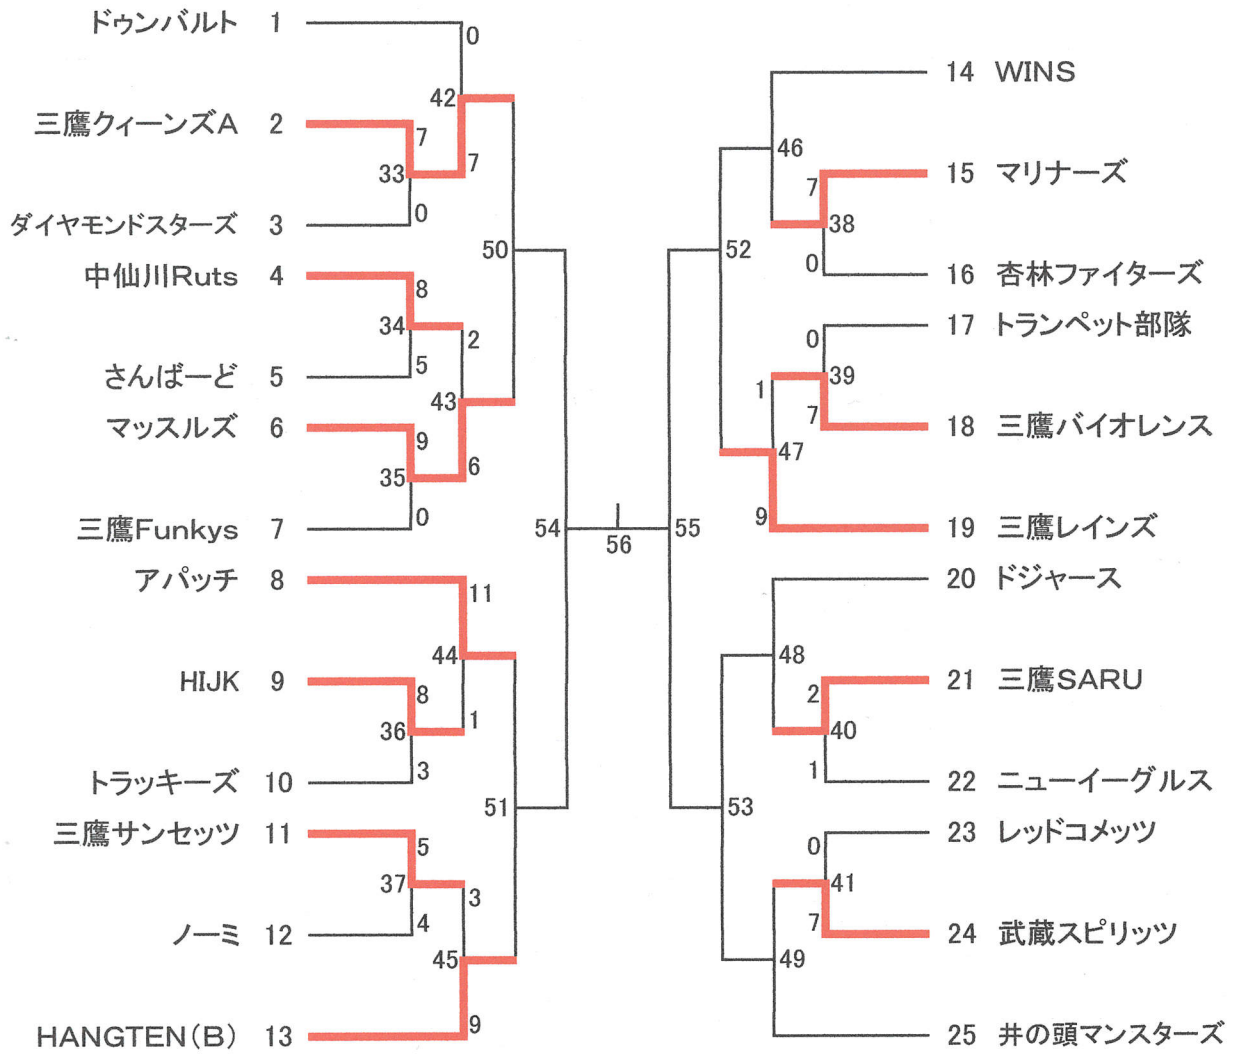 ドゥンバルト 1
0
42
三鷹クィーンズA 2
7
7
33
0
ダイヤモンドスターズ 3
50
中仙川Ruts 4
8
34
2
5
さんばーど 5
43
マッスルズ 6
9
6
35
0
三鷹Funkys 7
54
アパッチ 8
11
44
HIJK 9
8
1
36
3
トラッキーズ 10
51
三鷹サンセッツ 11
5
37
3
4
ノーミ 12
45
9
HANGTEN(B) 13
56
14 WINS
46
7
15 マリナーズ
38
52
0
16 杏林ファイターズ
17 トランペット部隊
0
39
1
7
18 三鷹バイオレンス
47
9
19 三鷹レインズ
55
20 ドジャース
48
2
21 三鷹SARU
40
1
22 ニューイーグルス
53
23 レッドコメッツ
0
41
7
24 武蔵スピリッツ
49
25 井の頭マンスターズ